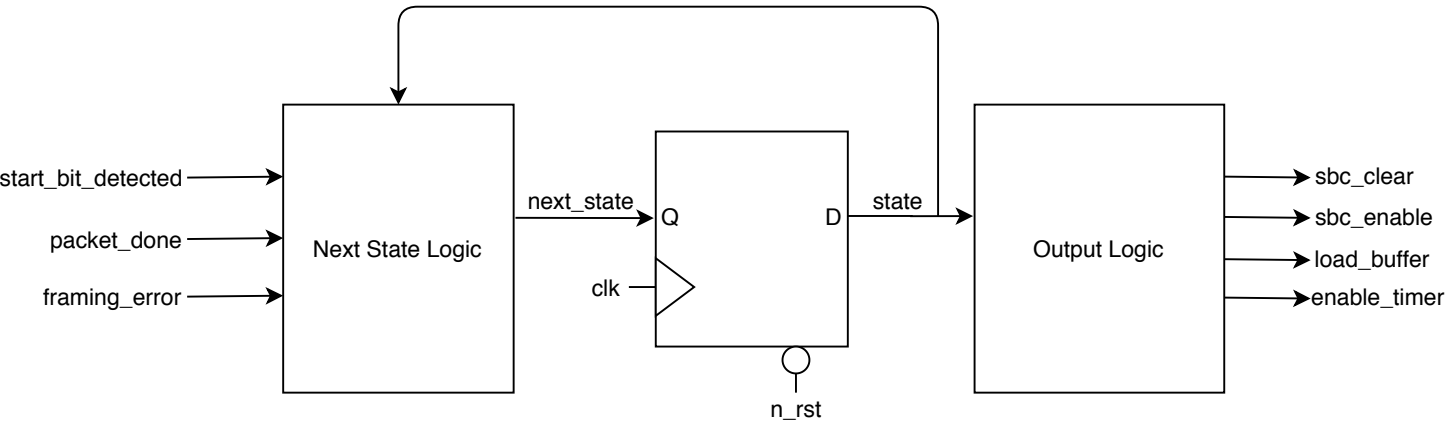 start_bit_detected
packet_done
framing_error
Next State Logic
next_state
Q
D
clk
n_rst
state
Output Logic
sbc_clear
sbc_enable
load_buffer
enable_timer